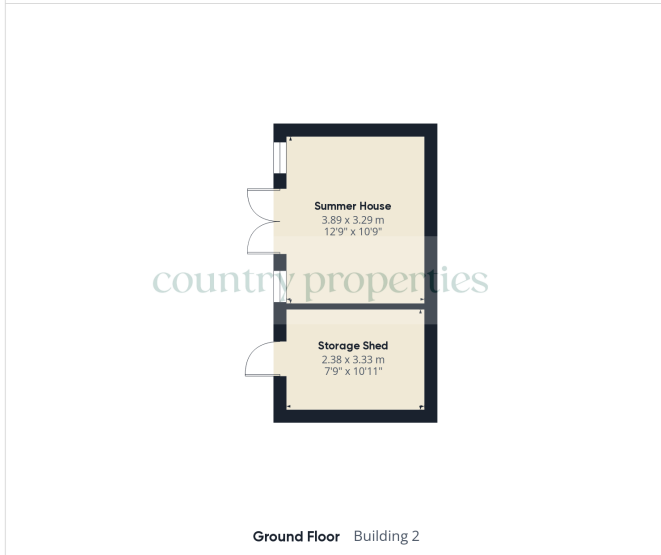 Summer House
3.89 x 3.29 m
12'9" x 10'9"
country properties
Storage Shed
2.38 x 3.33 m
7'9" x 10'11"
Ground Floor Building 2